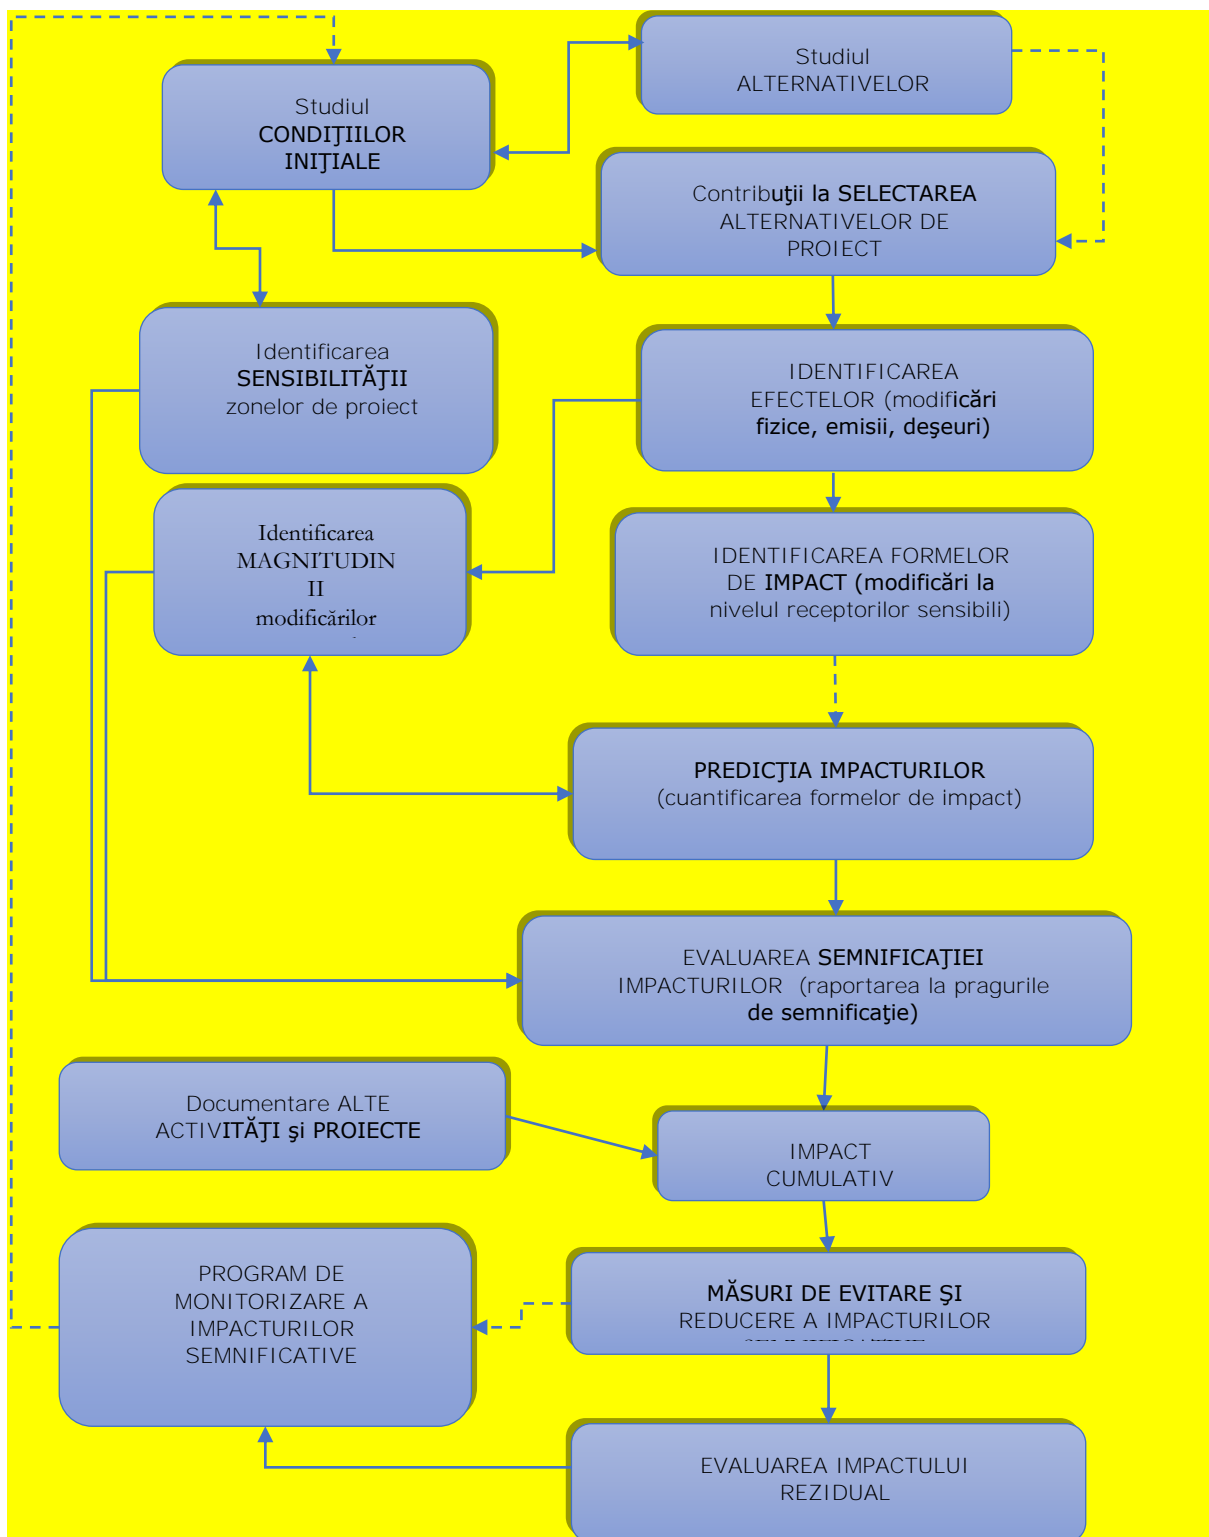 Studiul
ALTERNATIVELOR
Studiul
CONDIŢIILOR
INIŢIALE
Contribuţii la SELECTAREA
ALTERNATIVELOR DE
PROIECT
Identificarea
SENSIBILITĂŢII
zonelor de proiect
IDENTIFICAREA
EFECTELOR (modificări
fizice, emisii, deşeuri)
Identificarea
MAGNITUDIN
II
modificărilor
IDENTIFICAREA FORMELOR
DE IMPACT (modificări la
nivelul receptorilor sensibili)
PREDICŢIA IMPACTURILOR
(cuantificarea formelor de impact)
EVALUAREA SEMNIFICAŢIEI
IMPACTURILOR (raportarea la pragurile
de semnificaţie)
Documentare ALTE
ACTIVITĂŢI şi PROIECTE
IMPACT
CUMULATIV
PROGRAM DE
MONITORIZARE A
IMPACTURILOR
SEMNIFICATIVE
MĂSURI DE EVITARE ŞI
REDUCERE A IMPACTURILOR
EVALUAREA IMPACTULUI
REZIDUAL